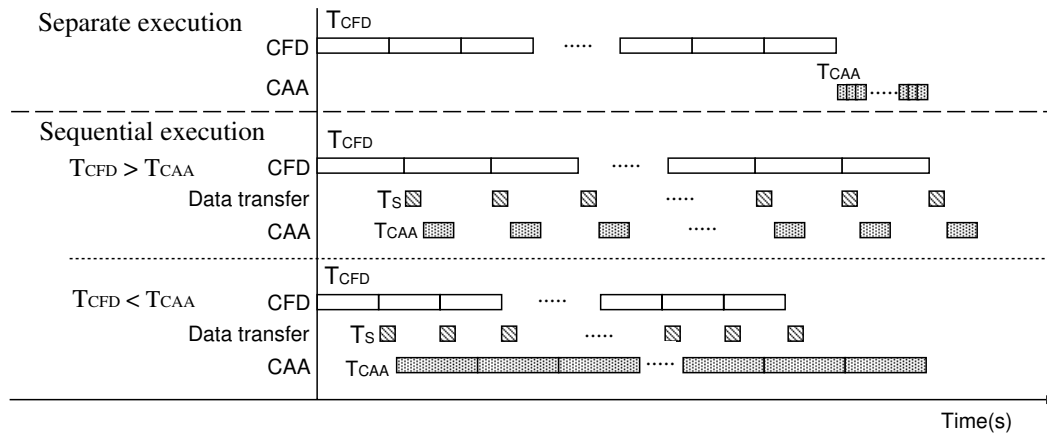 Separate execution
TCFD
CFD
.....
TCAA
CAA
.....
Sequential execution
TCFD
TCFD > TCAA
CFD
.....
Data transfer
TS
.....
CAA
TCAA
.....
TCFD
TCFD < TCAA
CFD
.....
Data transfer
TS
.....
CAA
TCAA
.....
Time(s)